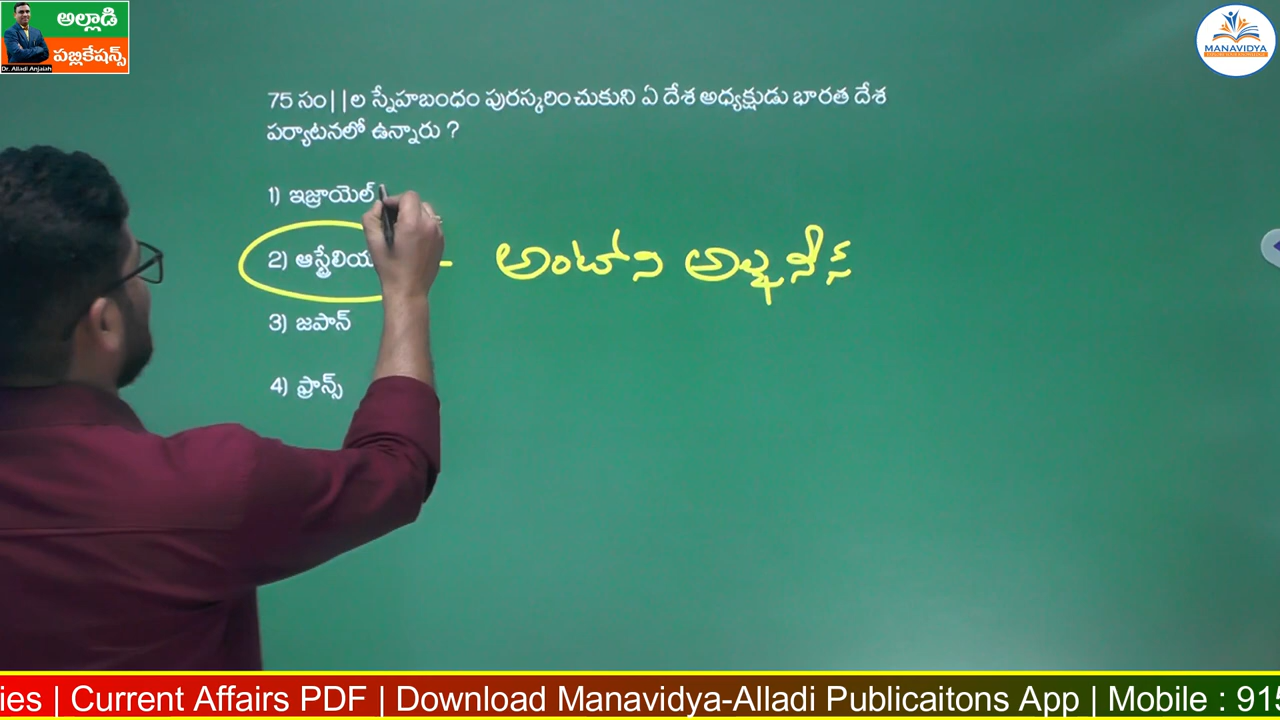 అల్లాడి
పబ్లికేషన్స్
Dr. Alladi Anjaiah
MANAVIDYA
75 సం||ల స్నేహబంధం పురస్కరించుకుని ఏ దేశ అధ్యక్షుడు భారత దేశ
పర్యాటనలో ఉన్నారు ?
1) ఇజ్రాయెల్
2) ఆస్ట్రేలియ
అంటోని అల్బనీస్
3) జపాన్
4) ఫ్రాన్స్
ies | Current Affairs PDF | Download Manavidya-Alladi Publicaitons App | Mobile : 915